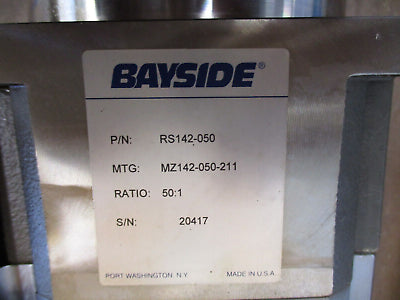 BAYSIDE®
P/N: RS142-050
MTG: MZ142-050-211
RATIO: 50:1
S/N: 20417
PORT WASHINGTON N.Y. MADE IN U.S.A.